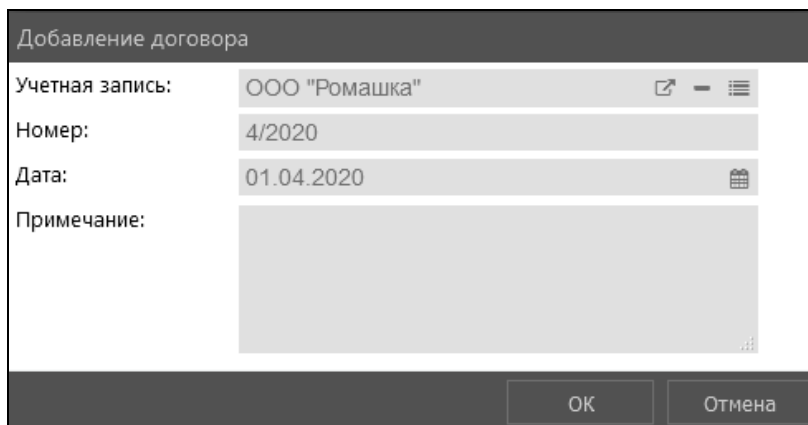 Добавление договора
Учетная запись: ООО "Ромашка"
Номер: 4/2020
Дата: 01.04.2020
Примечание:
ОК Отмена